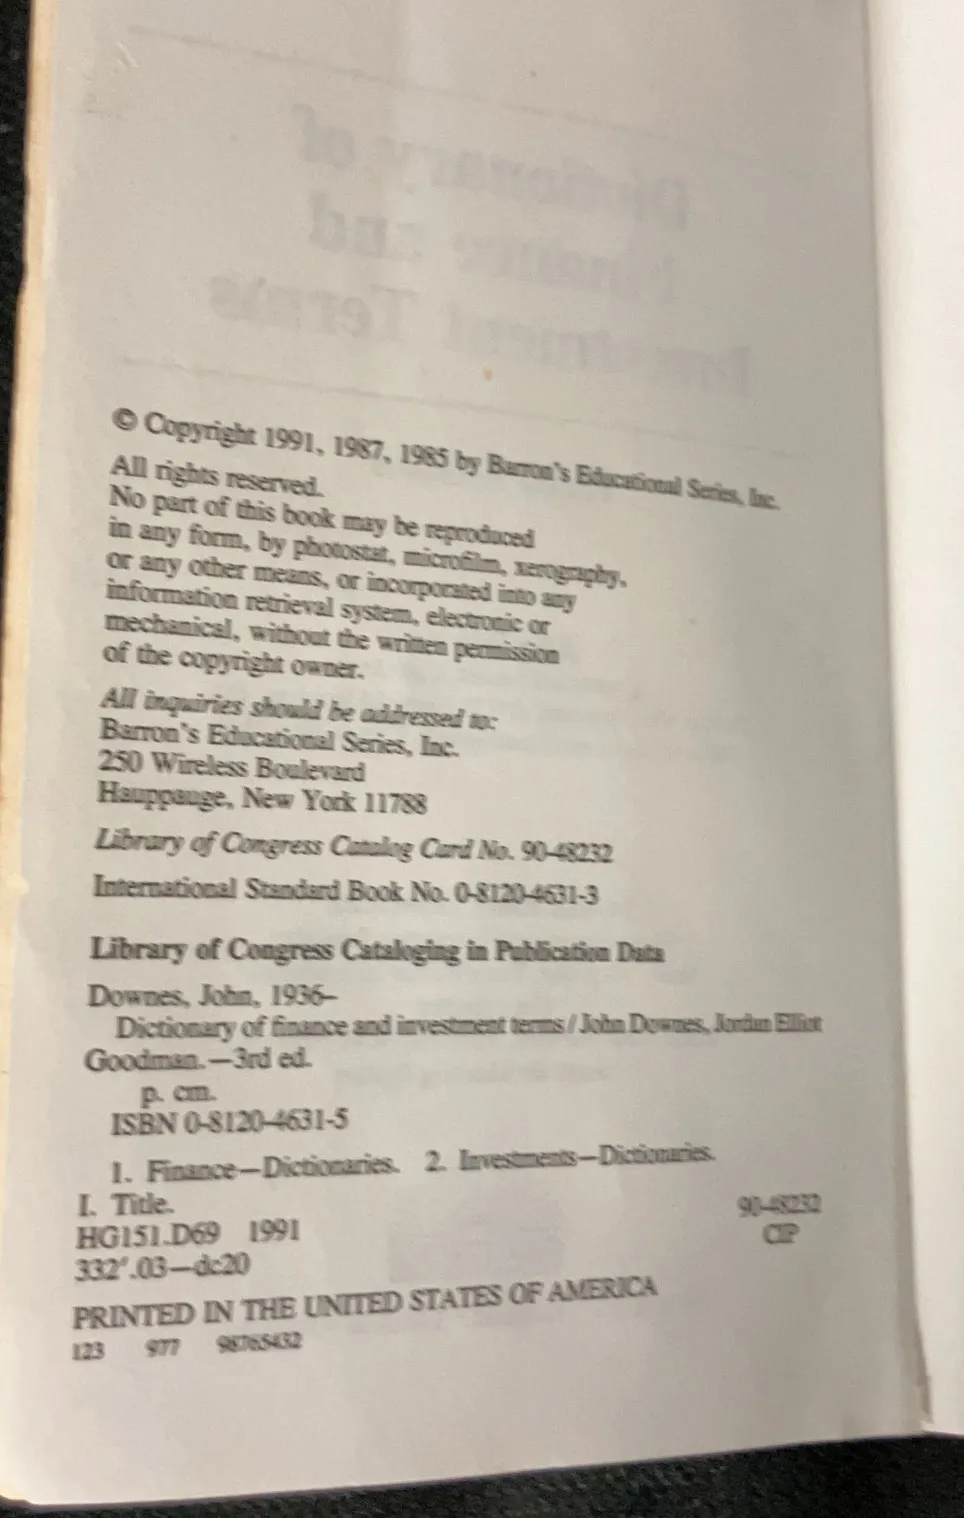 Dictionary of
Finance and
Investment Terms
© Copyright 1991, 1987, 1985 by Barron's Educational Series, Inc.
All rights reserved.
No part of this book may be reproduced
in any form, by photostat, microfilm, xerography,
or any other means, or incorporated into any
information retrieval system, electronic or
mechanical, without the written permission
of the copyright owner.
All inquiries should be addressed to:
Barron's Educational Series, Inc.
250 Wireless Boulevard
Hauppauge, New York 11788
Library of Congress Catalog Card No. 90-48232
International Standard Book No. 0-8120-4631-3
Library of Congress Cataloging in Publication Data
Downes, John, 1936–
Dictionary of finance and investment terms / John Downes, Jordan Elliot
Goodman.—3rd ed.
p. cm.
ISBN 0-8120-4631-5
1. Finance—Dictionaries. 2. Investments—Dictionaries.
I. Title.
HG151.D69 1991 90-48232
332′.03—dc20 CIP
PRINTED IN THE UNITED STATES OF AMERICA
123 977 98765432